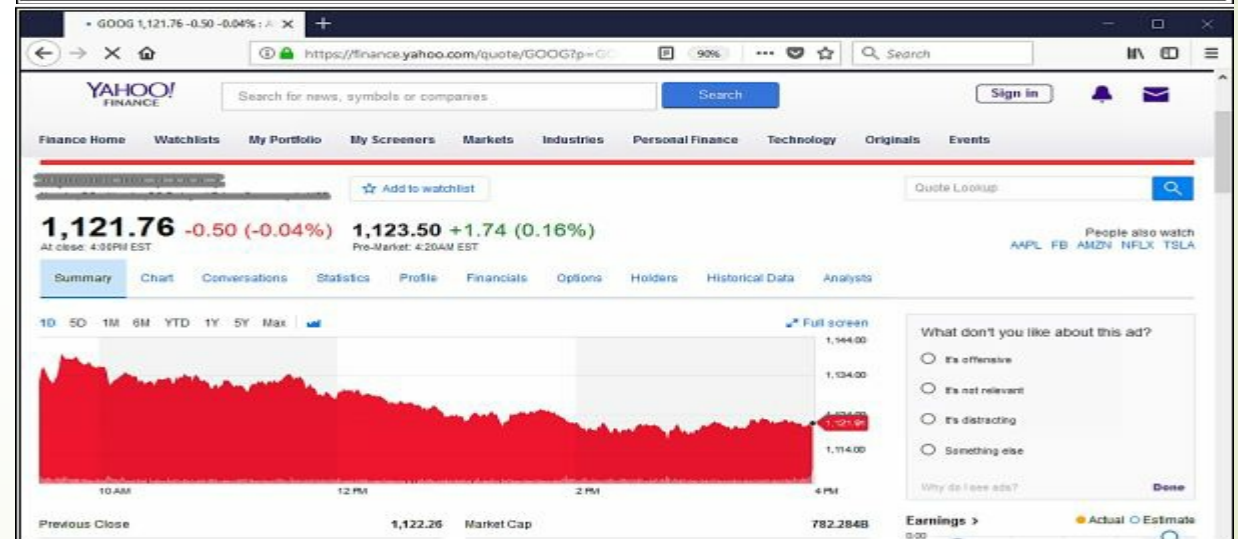 GOOG 1,121.76 -0.50 -0.04% : A
https://finance.yahoo.com/quote/GOOG?p=GO 90% Search
YAHOO!
FINANCE
Search for news, symbols or companies Search Sign in
Finance Home Watchlists My Portfolio My Screeners Markets Industries Personal Finance Technology Originals Events
Add to watchlist Quote Lookup
1,121.76 -0.50 (-0.04%) 1,123.50 +1.74 (0.16%)
At close: 4:00PM EST Pre-Market: 4:20AM EST
People also watch
AAPL FB AMZN NFLX TSLA
Summary Chart Conversations Statistics Profile Financials Options Holders Historical Data Analysts
1D 5D 1M 6M YTD 1Y 5Y Max Full screen
1,144.00
1,134.00
1,114.00
10 AM 12 PM 2 PM 4 PM
What don't you like about this ad?
It's offensive
It's not relevant
It's distracting
Something else
Why do I see ads? Done
Previous Close 1,122.26 Market Cap 782.284B
Earnings > Actual Estimate
0.00